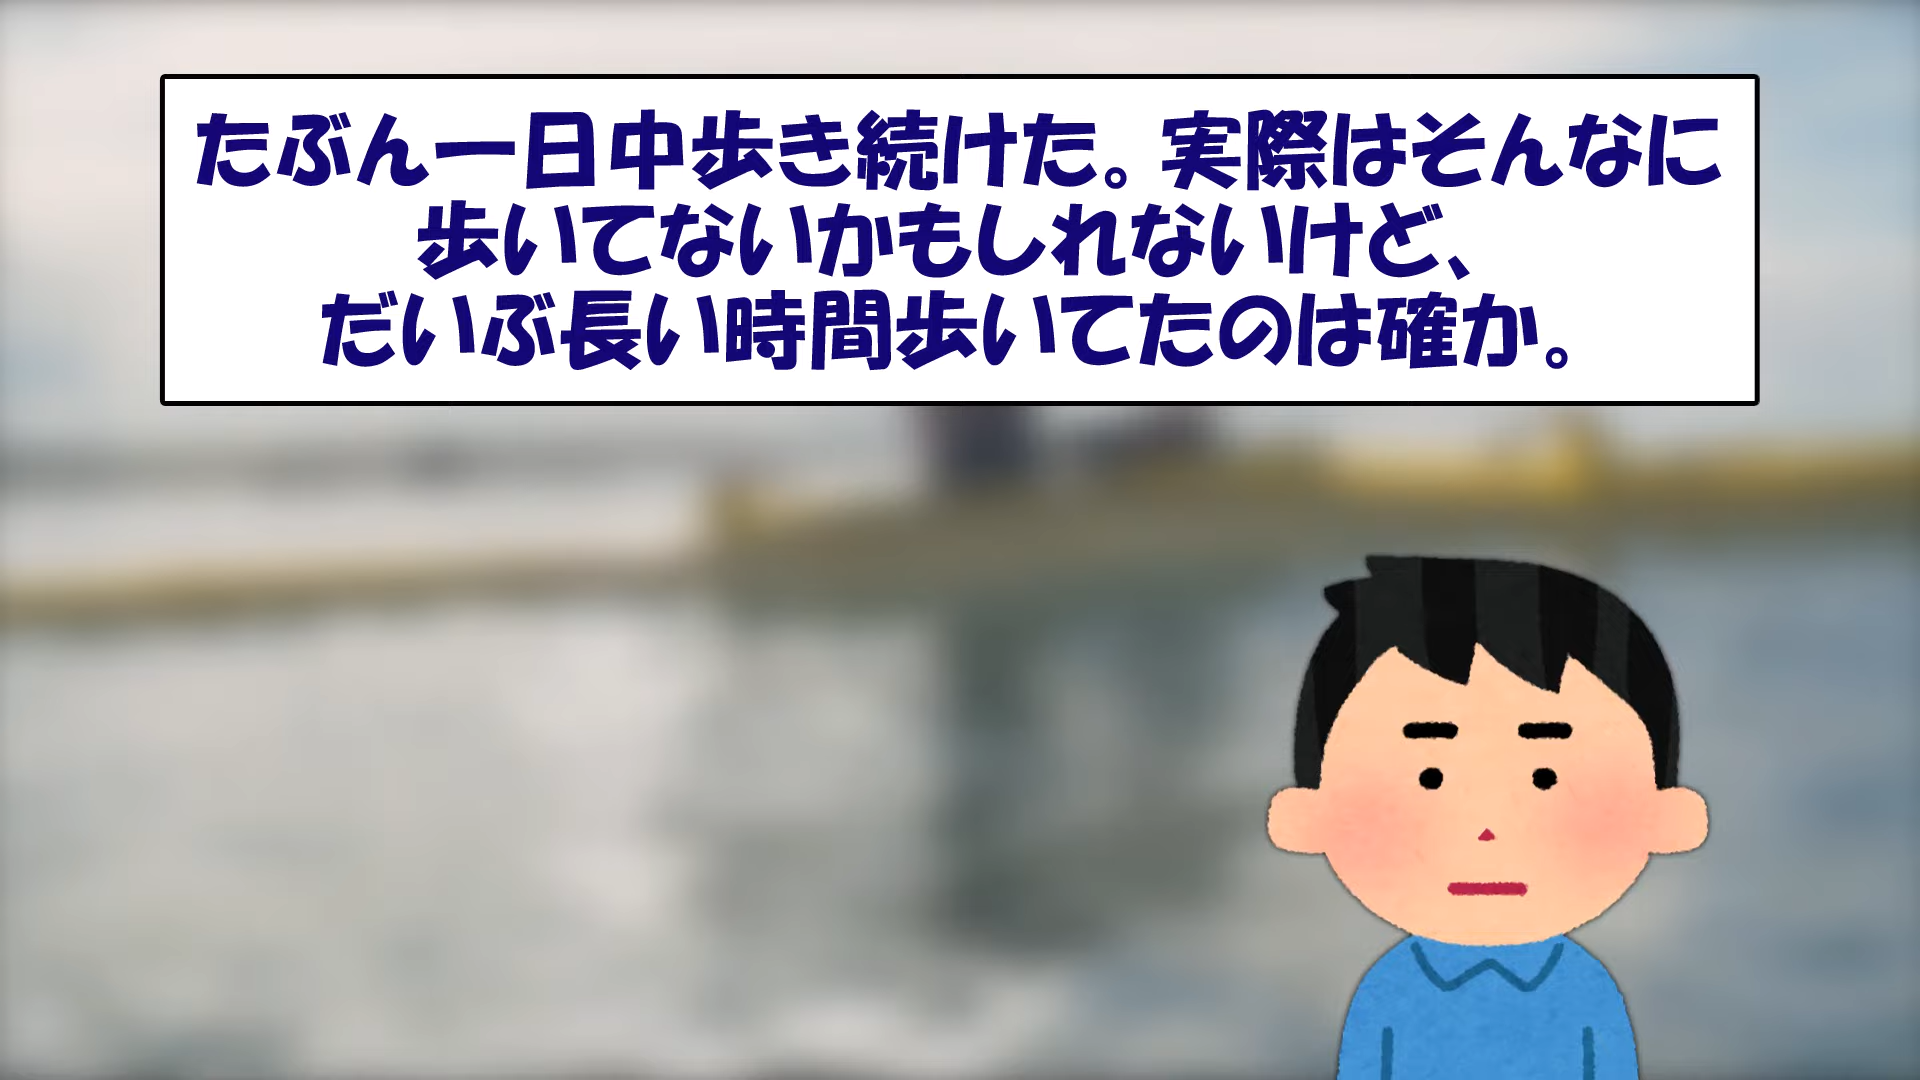 たぶん一日中歩き続けた。実際はそんなに
歩いてないかもしれないけど、
だいぶ長い時間歩いてたのは確か。